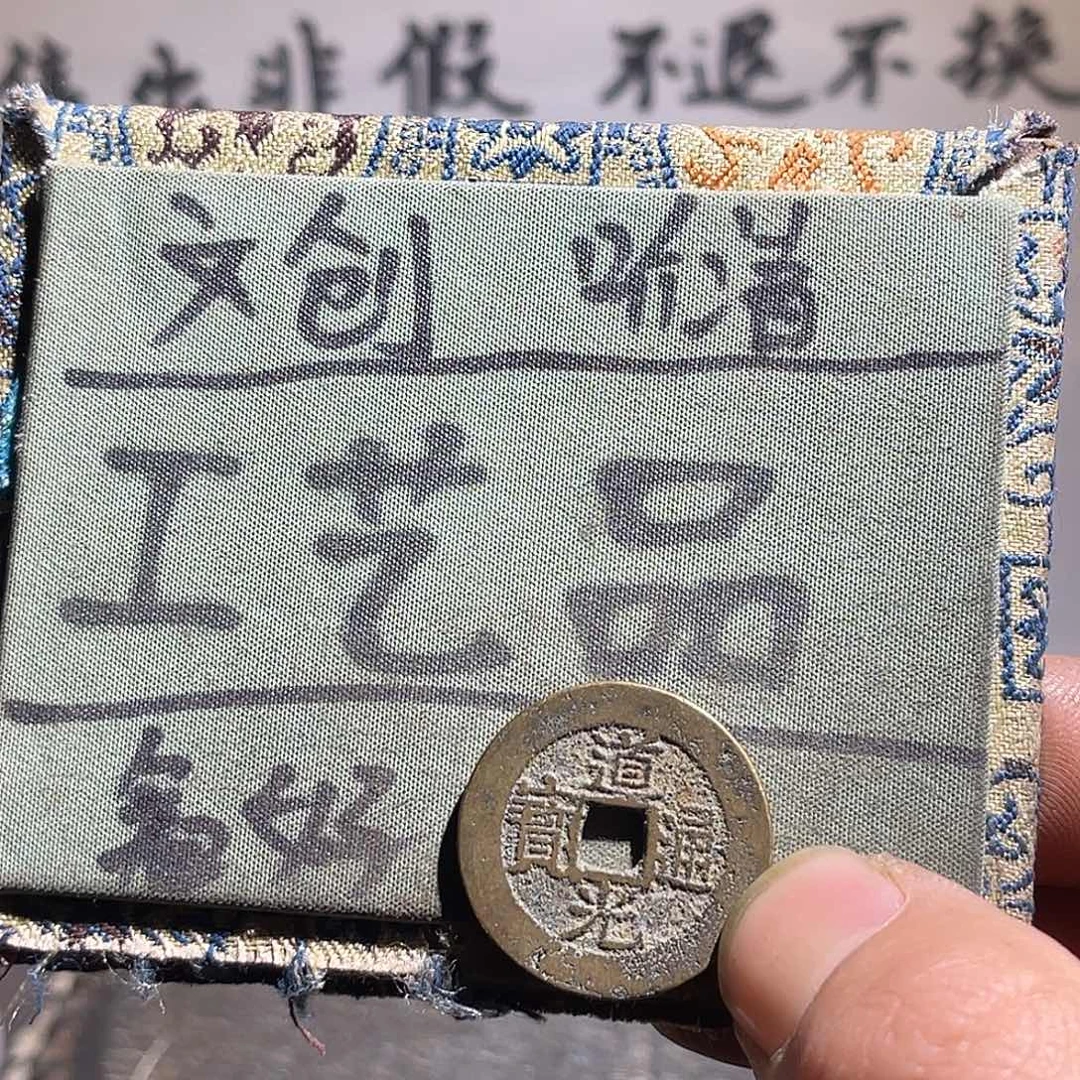 出非假 不退不换
文创
工艺品
道光通寶